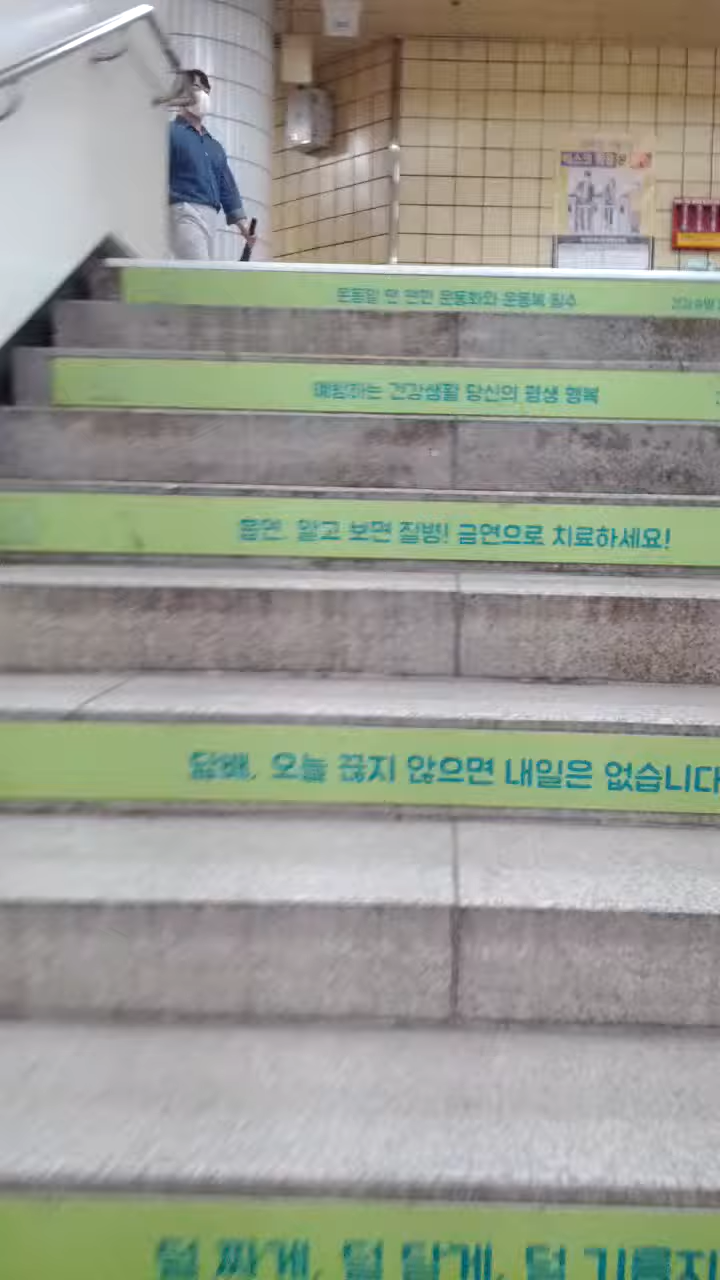 운동할 땐 편한 운동화와 운동복 필수
예방하는 건강생활 당신의 평생 행복
흡연, 알고 보면 질병! 금연으로 치료하세요!
담배, 오늘 끊지 않으면 내일은 없습니다
덜 짜게, 덜 달게, 덜 기름지